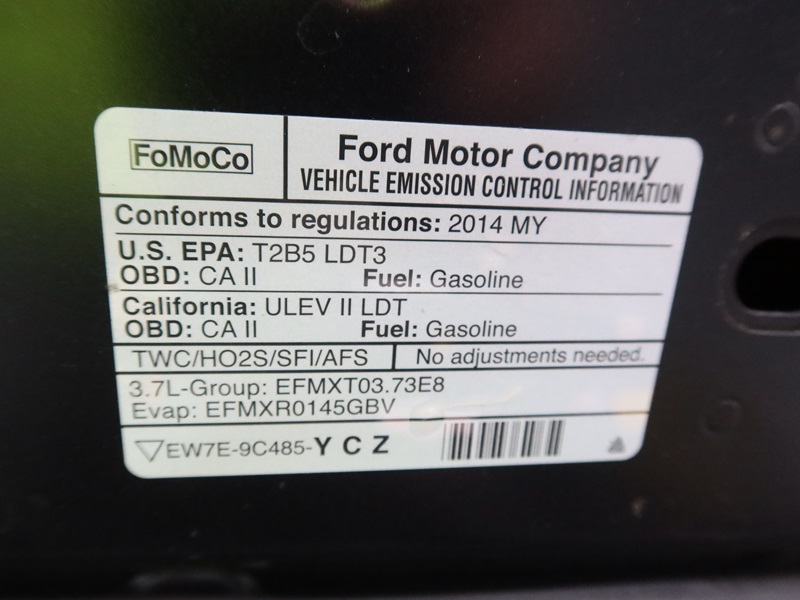 FoMoCo
Ford Motor Company
VEHICLE EMISSION CONTROL INFORMATION
Conforms to regulations: 2014 MY
U.S. EPA: T2B5 LDT3
OBD: CA II Fuel: Gasoline
California: ULEV II LDT
OBD: CA II Fuel: Gasoline
TWC/HO2S/SFI/AFS No adjustments needed.
3.7L-Group: EFMXT03.73E8
Evap: EFMXR0145GBV
EW7E-9C485-Y C Z